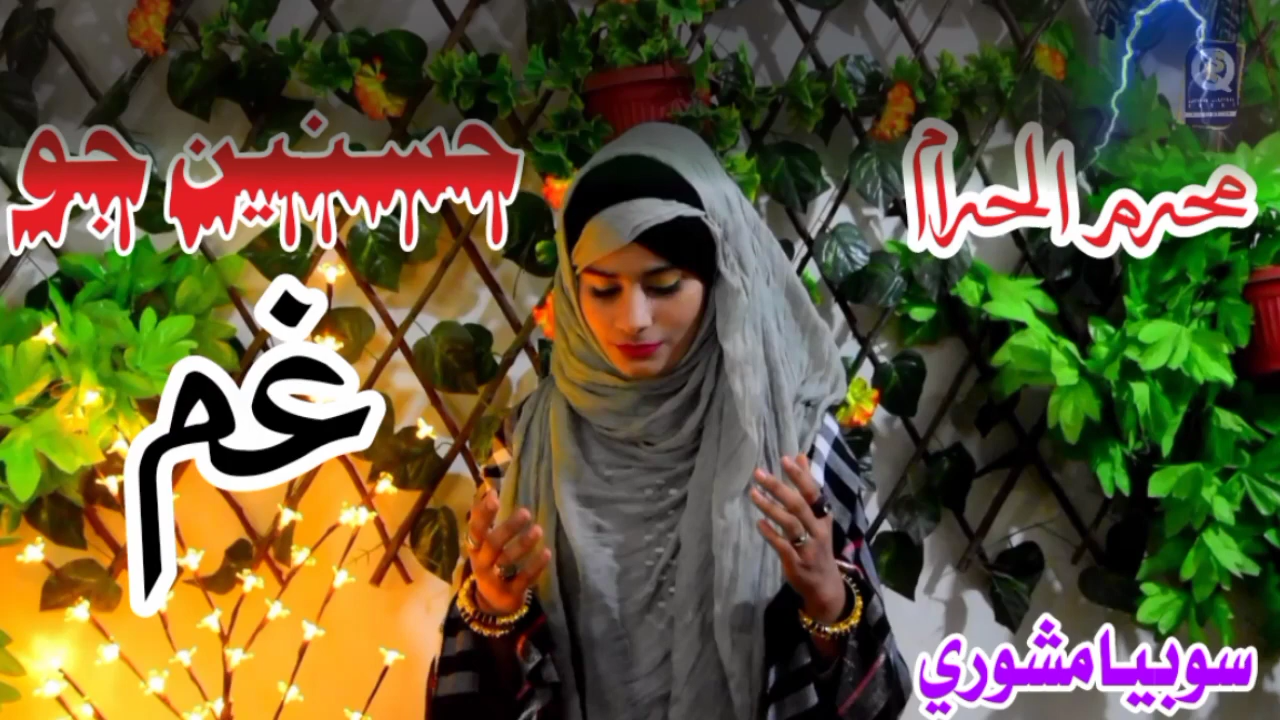 محرم الحرام
حسنين جو
غم
سوبيا مشوري